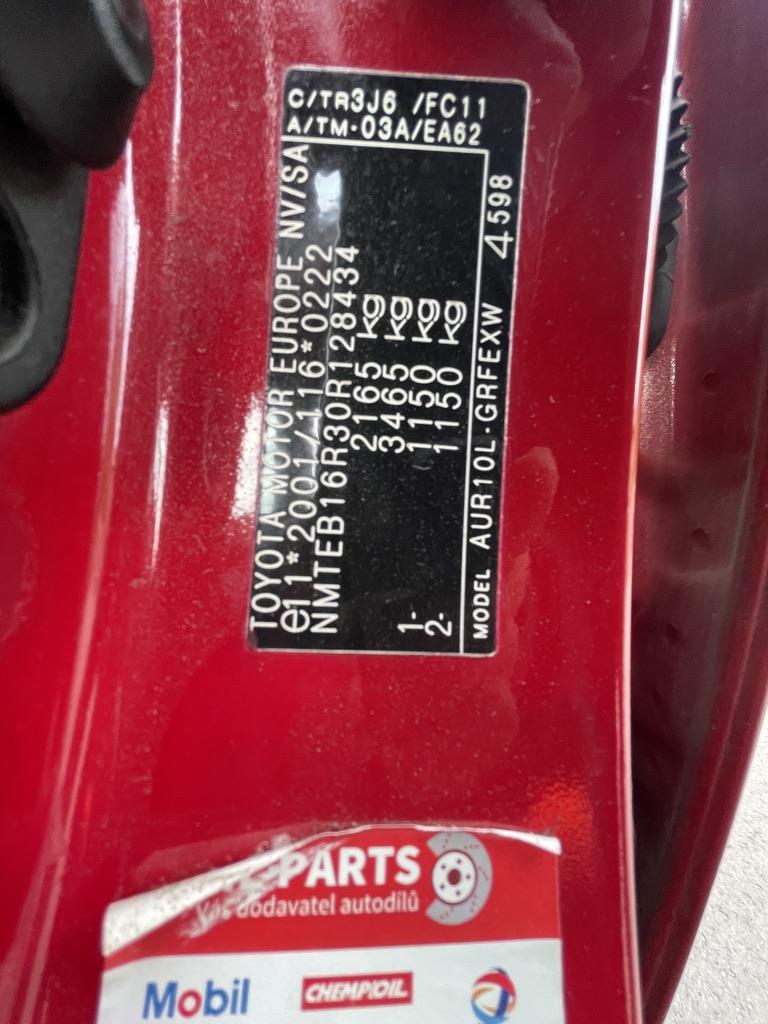 C/TR3J6 /FC11
A/TM-03A/EA62
TOYOTA MOTOR EUROPE NV/SA
e11*2001/116*0222
NMTEB16R30R128434
2165 kg
3465 kg
1- 1150 kg
2- 1150 kg
MODEL AUR10L-GRFEXW 4598
PARTS
Váš dodavatel autodílů
Mobil
CHEMPIOIL